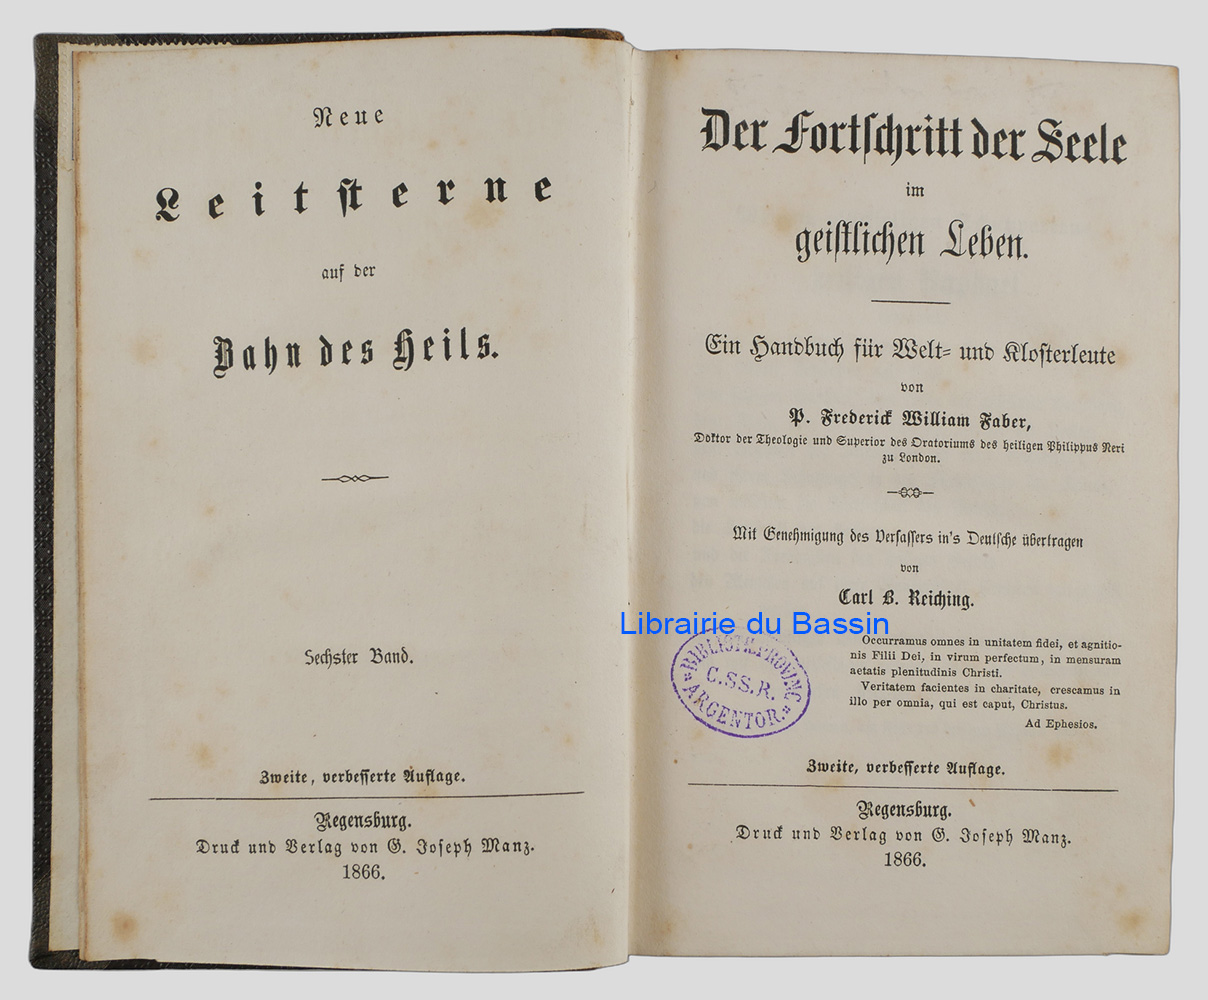 Neue
Leitsterne
auf der
Bahn des Heils.
Sechster Band.
Zweite, verbesserte Auflage.
Regensburg.
Druck und Verlag von G. Joseph Manz.
1866.
Der Fortschritt der Seele
im
geistlichen Leben.
Ein Handbuch für Welt- und Klosterleute
von
P. Frederick William Faber,
Doktor der Theologie und Superior des Oratoriums des heiligen Philippus Neri
zu London.
Mit Genehmigung des Verfassers in's Deutsche übertragen
von
Carl B. Reiching.
Librairie du Bassin
Occurramus omnes in unitatem fidei, et agnitio-
nis Filii Dei, in virum perfectum, in mensuram
aetatis plenitudinis Christi.
Veritatem facientes in charitate, crescamus in
illo per omnia, qui est caput, Christus.
Ad Ephesios.
BIBLIOTH. PROVINC
C.SS.R.
ARGENTOR.
Zweite, verbesserte Auflage.
Regensburg.
Druck und Verlag von G. Joseph Manz.
1866.